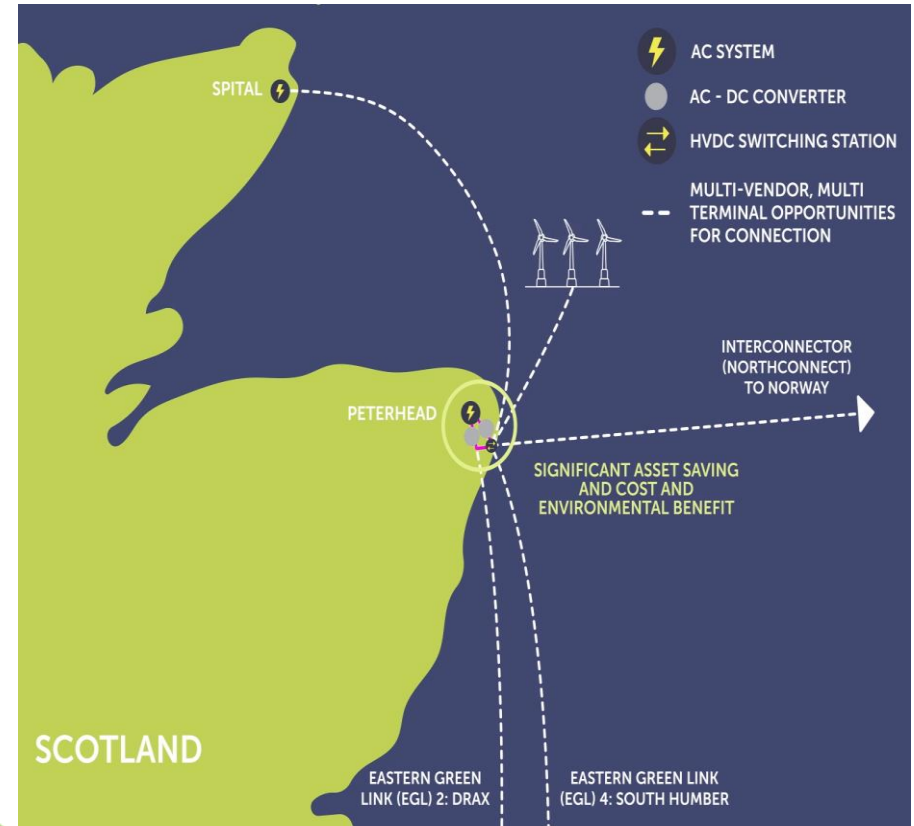 SPITAL
AC SYSTEM
AC - DC CONVERTER
HVDC SWITCHING STATION
MULTI-VENDOR, MULTI
TERMINAL OPPORTUNITIES
FOR CONNECTION
INTERCONNECTOR
(NORTHCONNECT)
TO NORWAY
PETERHEAD
SIGNIFICANT ASSET SAVING
AND COST AND
ENVIRONMENTAL BENEFIT
SCOTLAND
EASTERN GREEN
LINK (EGL) 2: DRAX
EASTERN GREEN LINK
(EGL) 4: SOUTH HUMBER